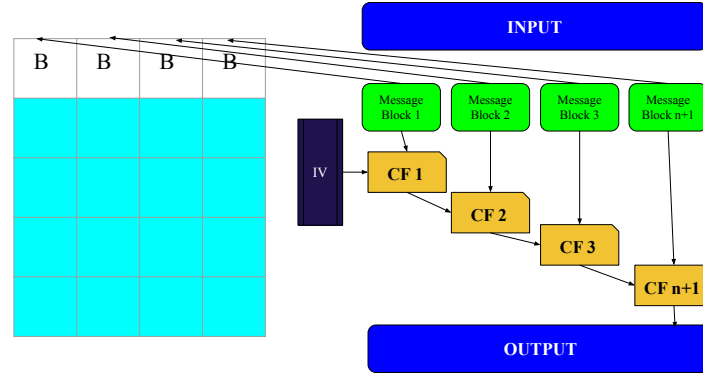 INPUT
B B B B
Message
Block 1
Message
Block 2
Message
Block 3
Message
Block n+1
IV
CF 1
CF 2
CF 3
CF n+1
OUTPUT